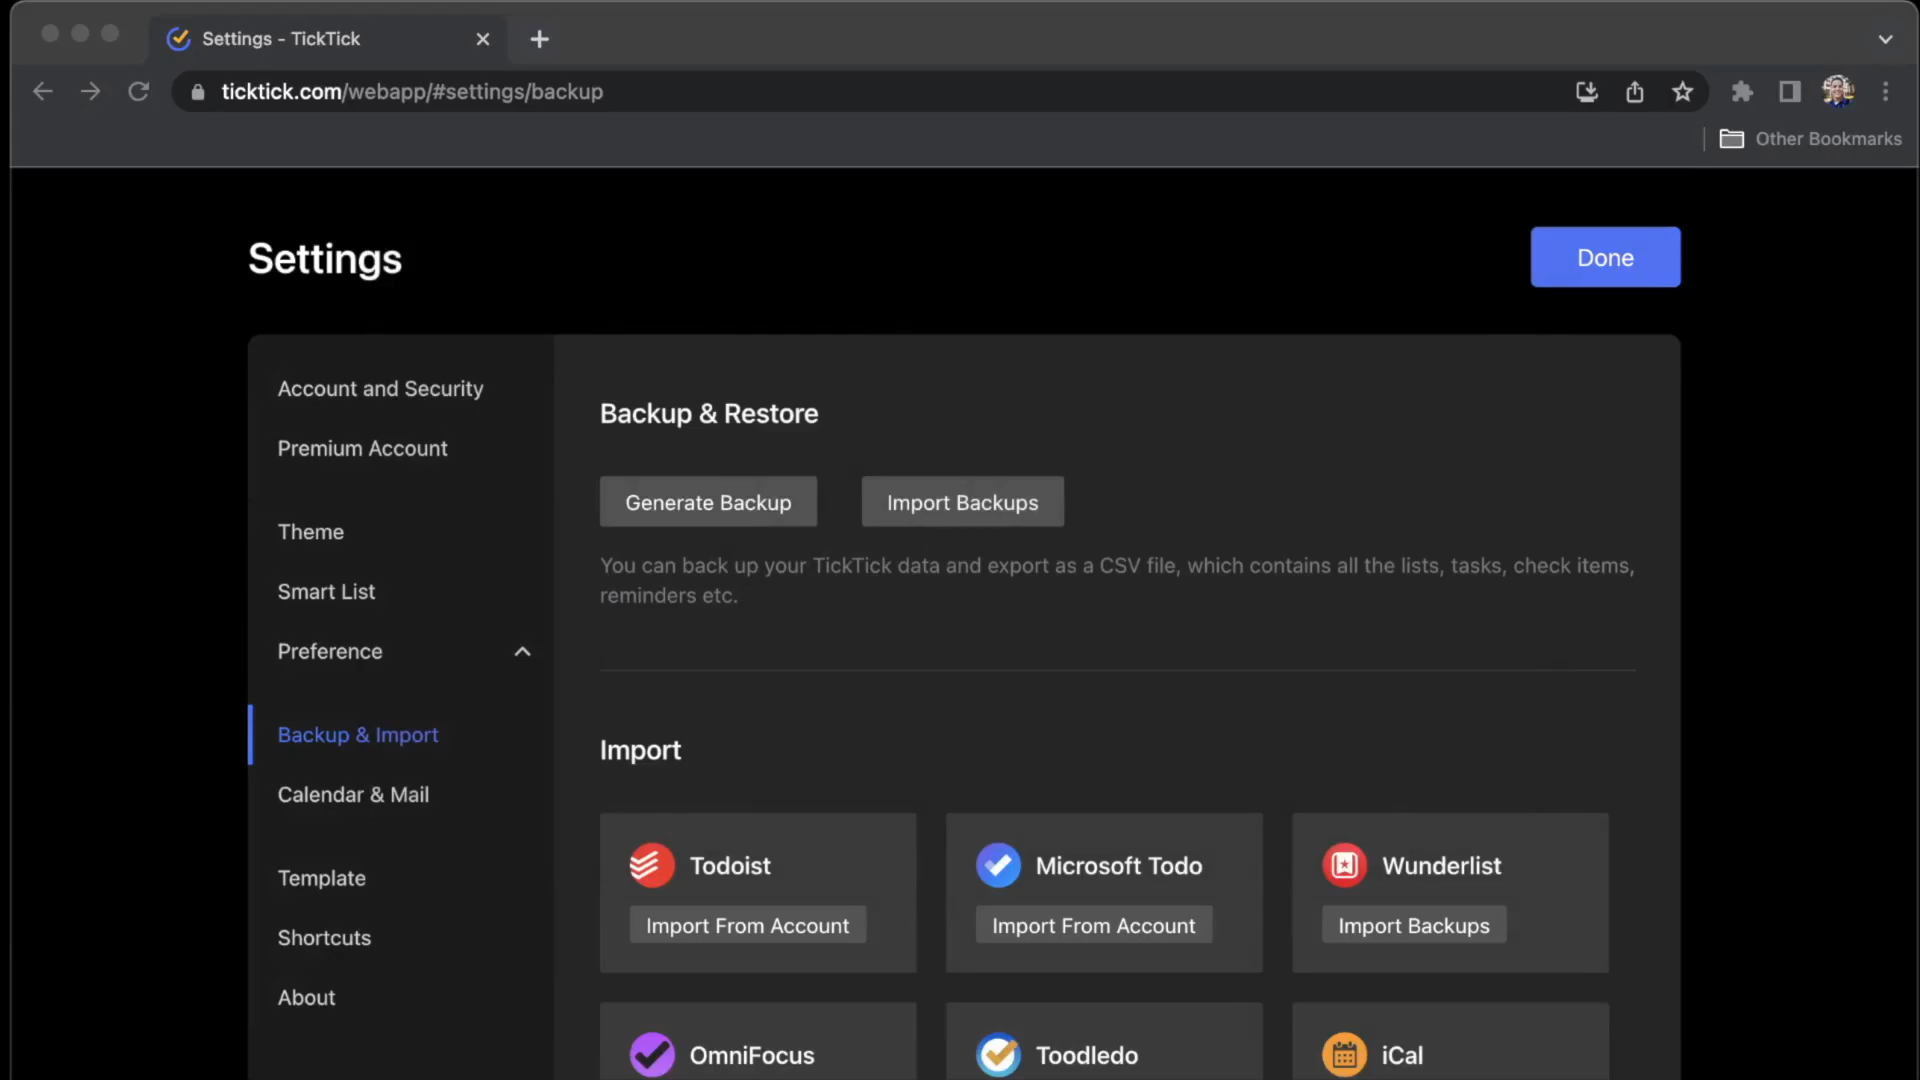 Settings - TickTick
ticktick.com/webapp/#settings/backup
Other Bookmarks
Settings
Done
Account and Security
Premium Account
Theme
Smart List
Preference
Backup & Import
Calendar & Mail
Template
Shortcuts
About
Backup & Restore
Generate Backup
Import Backups
You can back up your TickTick data and export as a CSV file, which contains all the lists, tasks, check items,
reminders etc.
Import
Todoist
Import From Account
Microsoft Todo
Import From Account
Wunderlist
Import Backups
OmniFocus
Toodledo
iCal